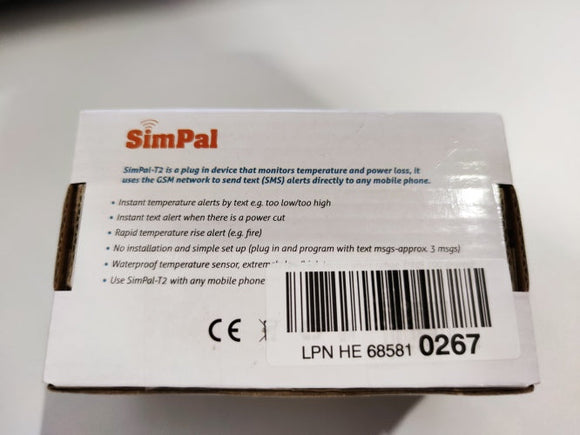 SimPal
SimPal-T2 is a plug in device that monitors temperature and power loss, it
uses the GSM network to send text (SMS) alerts directly to any mobile phone.
• Instant temperature alerts by text e.g. too low/too high
• Instant text alert when there is a power cut
• Rapid temperature rise alert (e.g. fire)
• No installation and simple set up (plug in and program with text msgs-approx. 3 msgs)
• Waterproof temperature sensor,
• Use SimPal-T2 with any mobile phone
CE
LPN HE 68581 0267